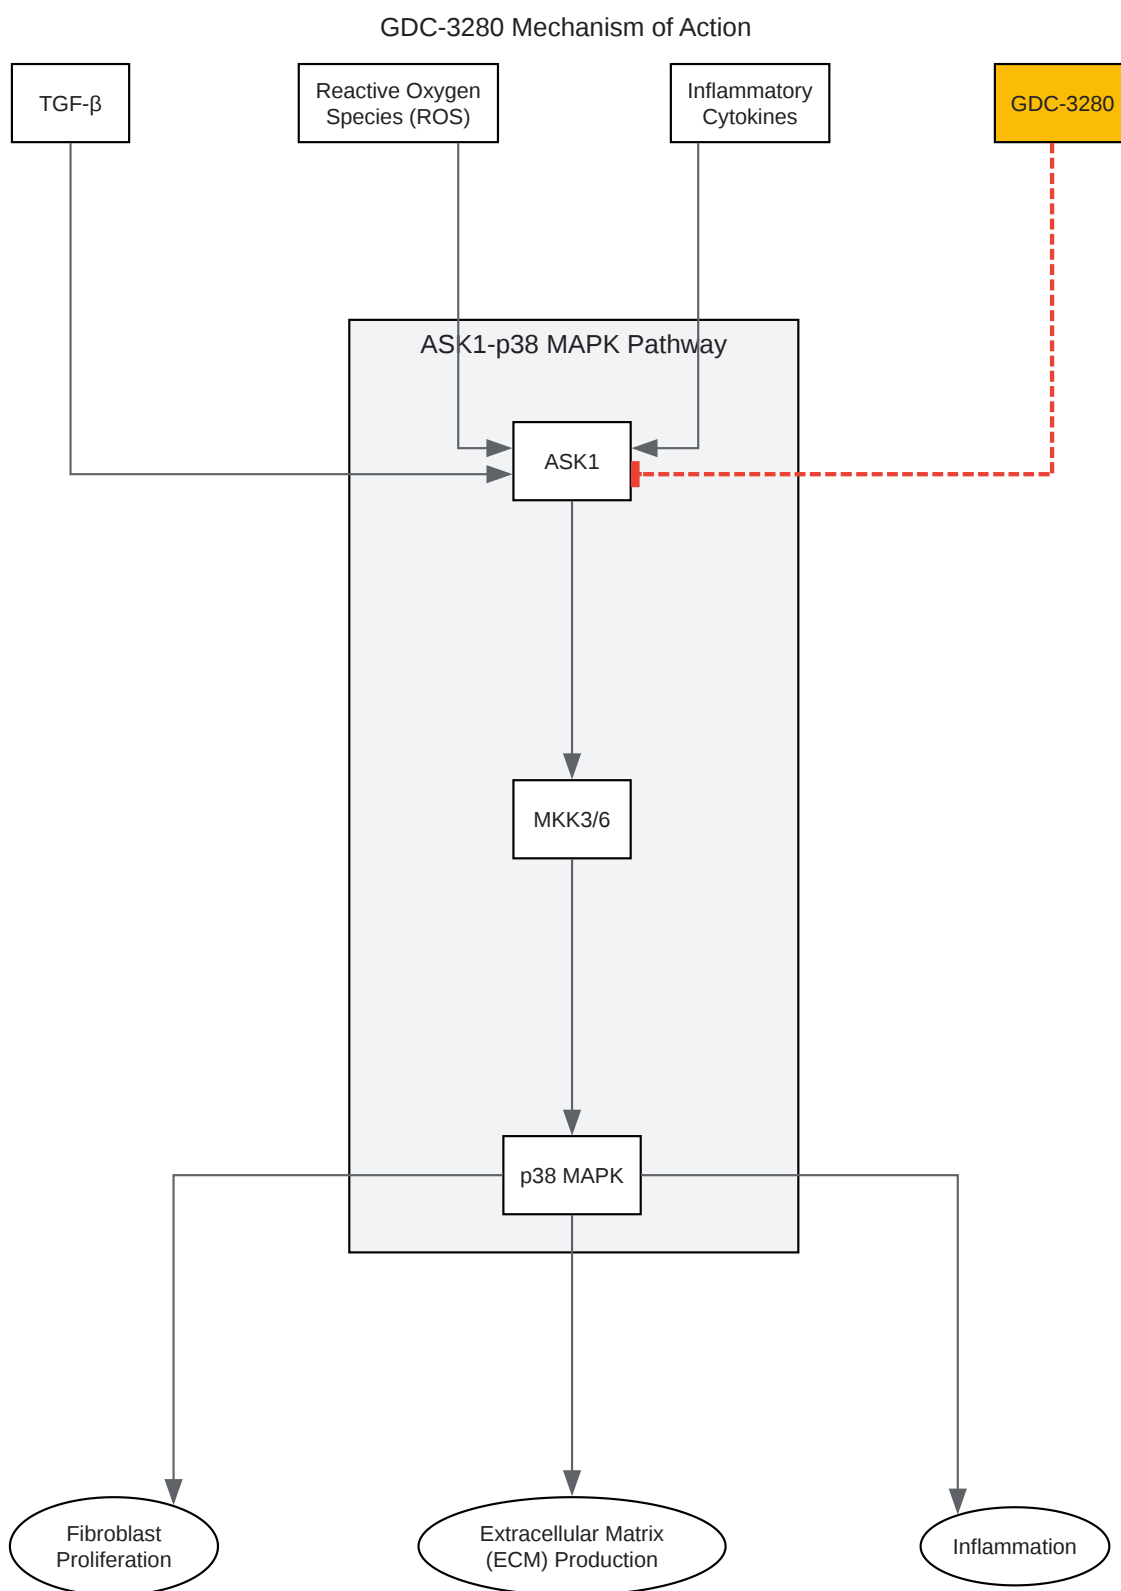 GDC-3280 Mechanism of Action
TGF-β
Reactive Oxygen
Species (ROS)
Inflammatory
Cytokines
GDC-3280
ASK1-p38 MAPK Pathway
ASK1
MKK3/6
p38 MAPK
Fibroblast
Proliferation
Extracellular Matrix
(ECM) Production
Inflammation